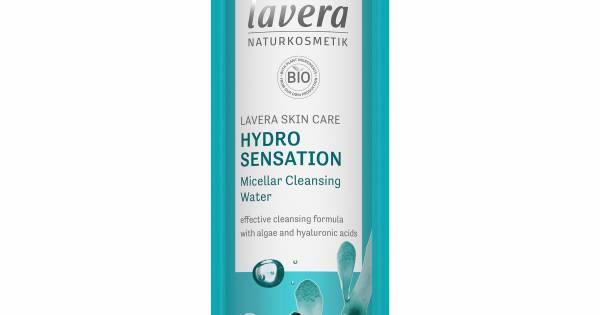 lavera
NATURKOSMETIK
BIO
LAVERA SKIN CARE
HYDRO
SENSATION
Micellar Cleansing
Water
effective cleansing formula
with algae and hyaluronic acids